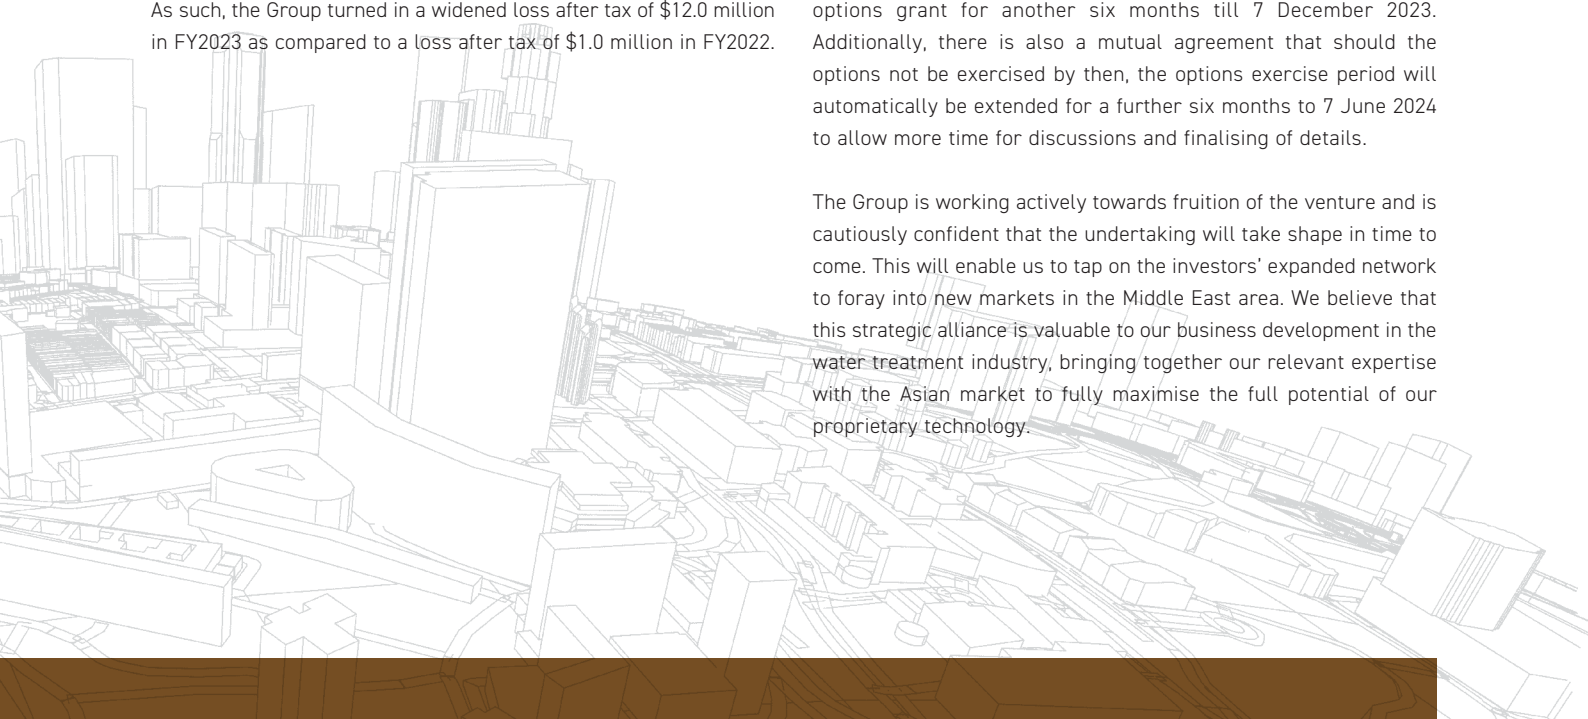 As such, the Group turned in a widened loss after tax of $12.0 million
in FY2023 as compared to a loss after tax of $1.0 million in FY2022.
options grant for another six months till 7 December 2023.
Additionally, there is also a mutual agreement that should the
options not be exercised by then, the options exercise period will
automatically be extended for a further six months to 7 June 2024
to allow more time for discussions and finalising of details.
The Group is working actively towards fruition of the venture and is
cautiously confident that the undertaking will take shape in time to
come. This will enable us to tap on the investors’ expanded network
to foray into new markets in the Middle East area. We believe that
this strategic alliance is valuable to our business development in the
water treatment industry, bringing together our relevant expertise
with the Asian market to fully maximise the full potential of our
proprietary technology.